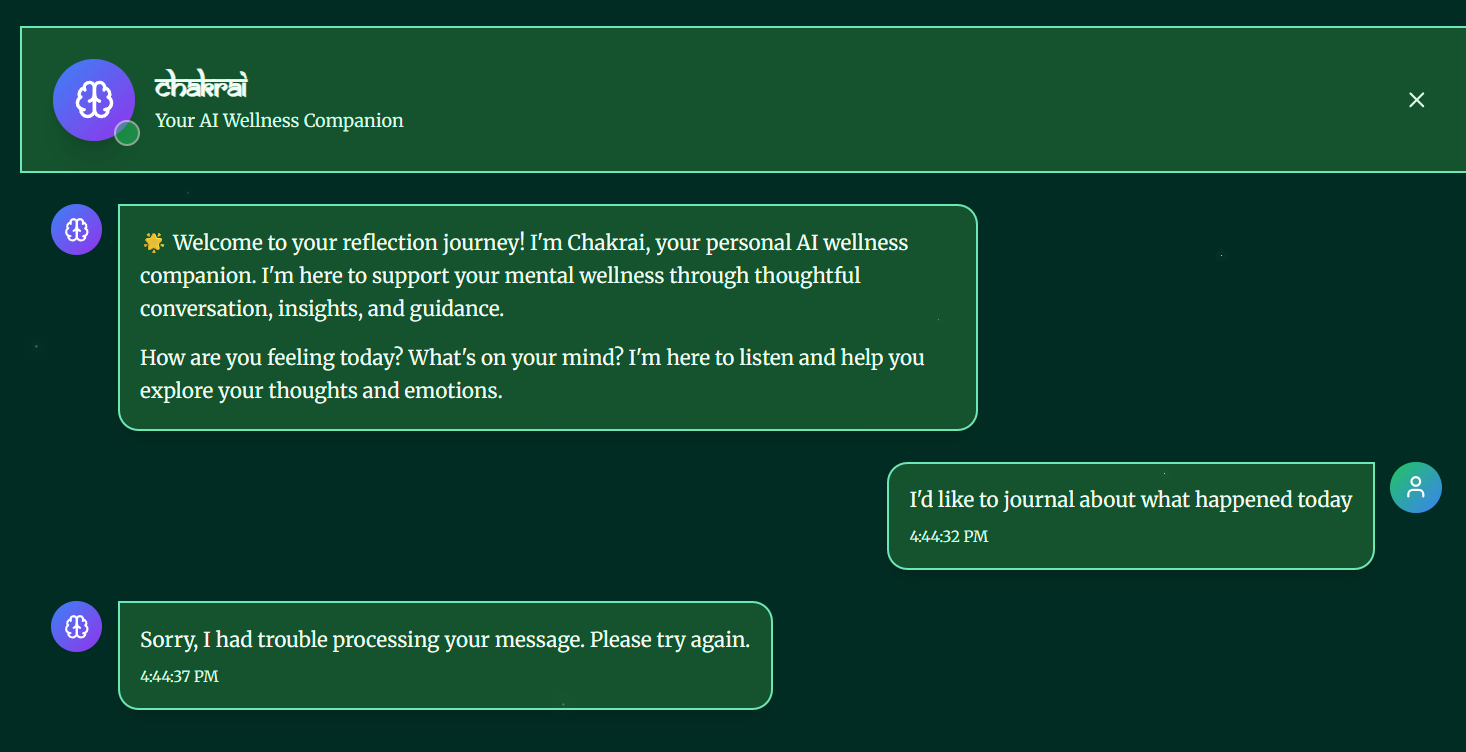 chakrai
Your AI Wellness Companion
🌟 Welcome to your reflection journey! I'm Chakrai, your personal AI wellness
companion. I'm here to support your mental wellness through thoughtful
conversation, insights, and guidance.
How are you feeling today? What's on your mind? I'm here to listen and help you
explore your thoughts and emotions.
I'd like to journal about what happened today
4:44:32 PM
Sorry, I had trouble processing your message. Please try again.
4:44:37 PM